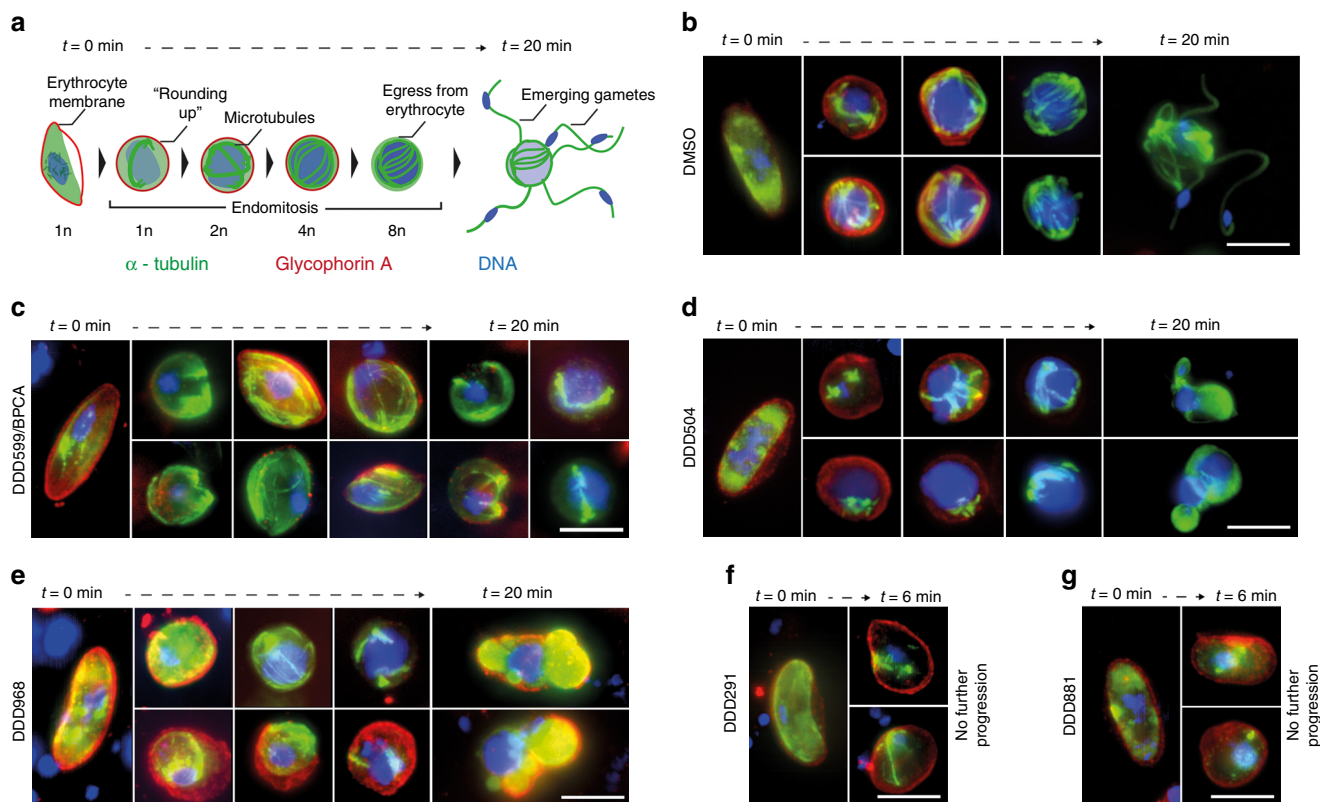 a
t = 0 min
t = 20 min
Erythrocyte
membrane
"Rounding
up"
Microtubules
Egress from
erythrocyte
Emerging gametes
Endomitosis
1n
1n
2n
4n
8n
α - tubulin
Glycophorin A
DNA
b
t = 0 min
t = 20 min
DMSO
c
t = 0 min
t = 20 min
DDD599/BPCA
d
t = 0 min
t = 20 min
DDD504
e
t = 0 min
t = 20 min
DDD968
f
t = 0 min
t = 6 min
DDD291
No further
progression
g
t = 0 min
t = 6 min
DDD881
No further
progression